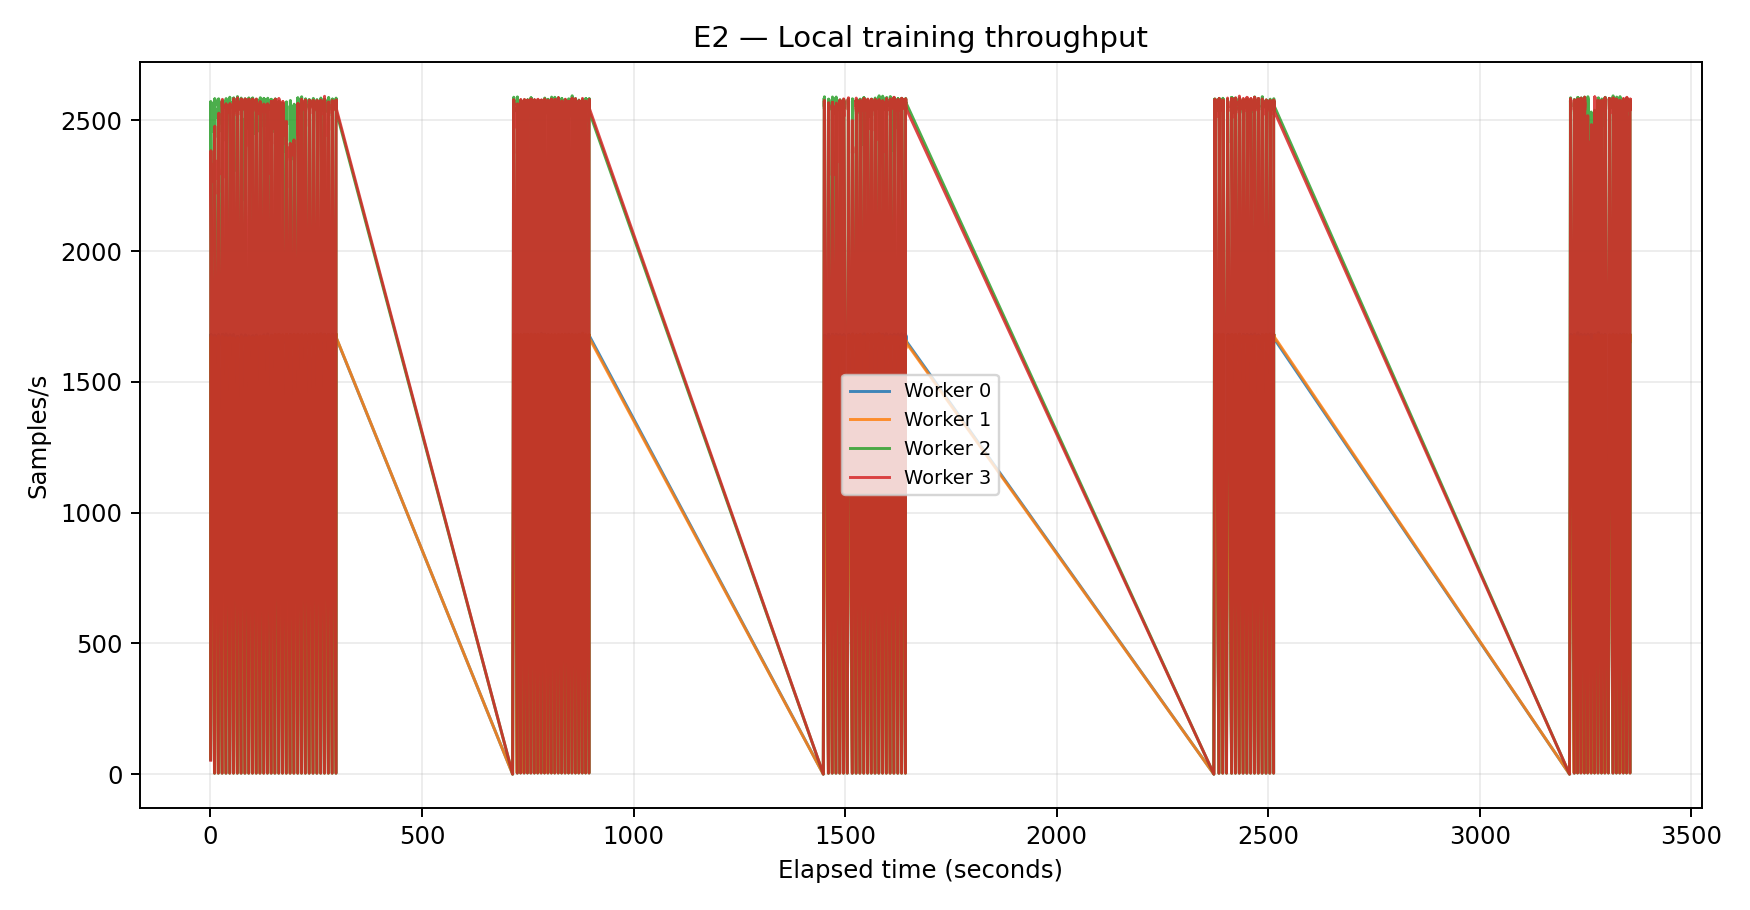 E2 — Local training throughput
Samples/s
2500
2000
1500
1000
500
0
Worker 0
Worker 1
Worker 2
Worker 3
0 500 1000 1500 2000 2500 3000 3500
Elapsed time (seconds)